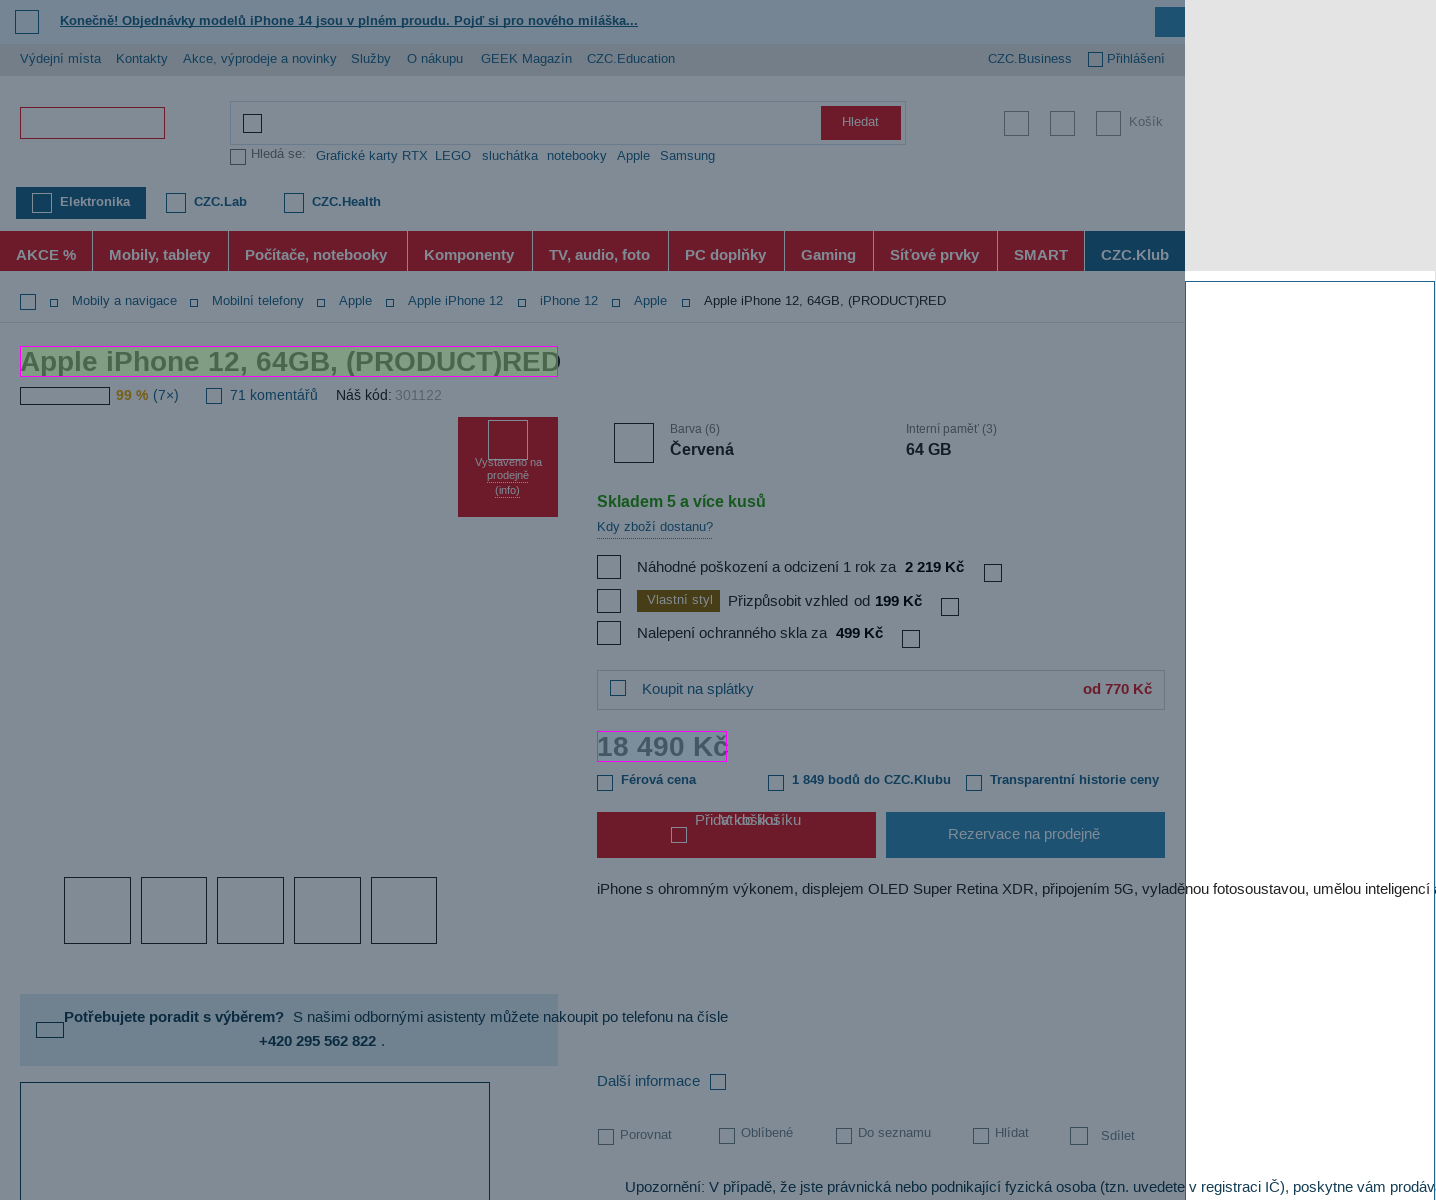 Konečně! Objednávky modelů iPhone 14 jsou v plném proudu. Pojď si pro nového miláška...
Výdejní místa Kontakty Akce, výprodeje a novinky Služby O nákupu GEEK Magazín CZC.Education CZC.Business Přihlášení
Hledat Košík
Hledá se: Grafické karty RTX LEGO sluchátka notebooky Apple Samsung
Elektronika CZC.Lab CZC.Health
AKCE % Mobily, tablety Počítače, notebooky Komponenty TV, audio, foto PC doplňky Gaming Síťové prvky SMART CZC.Klub
Mobily a navigace Mobilní telefony Apple Apple iPhone 12 iPhone 12 Apple Apple iPhone 12, 64GB, (PRODUCT)RED
Apple iPhone 12, 64GB, (PRODUCT)RED
99 % (7×) 71 komentářů Náš kód: 301122
Vystaveno na
prodejně
(info)
Barva (6) Interní paměť (3)
Červená 64 GB
Skladem 5 a více kusů
Kdy zboží dostanu?
Náhodné poškození a odcizení 1 rok za 2 219 Kč
Vlastní styl Přizpůsobit vzhled od 199 Kč
Nalepení ochranného skla za 499 Kč
Koupit na splátky od 770 Kč
18 490 Kč
Férová cena 1 849 bodů do CZC.Klubu Transparentní historie ceny
Přidat do košíku
V košíku
Rezervace na prodejně
iPhone s ohromným výkonem, displejem OLED Super Retina XDR, připojením 5G, vyladěnou fotosoustavou, umělou inteligencí
Potřebujete poradit s výběrem? S našimi odbornými asistenty můžete nakoupit po telefonu na čísle
+420 295 562 822 .
Další informace
Porovnat Oblíbené Do seznamu Hlídat Sdílet
Upozornění: V případě, že jste právnická nebo podnikající fyzická osoba (tzn. uvedete v registraci IČ), poskytne vám prodáv